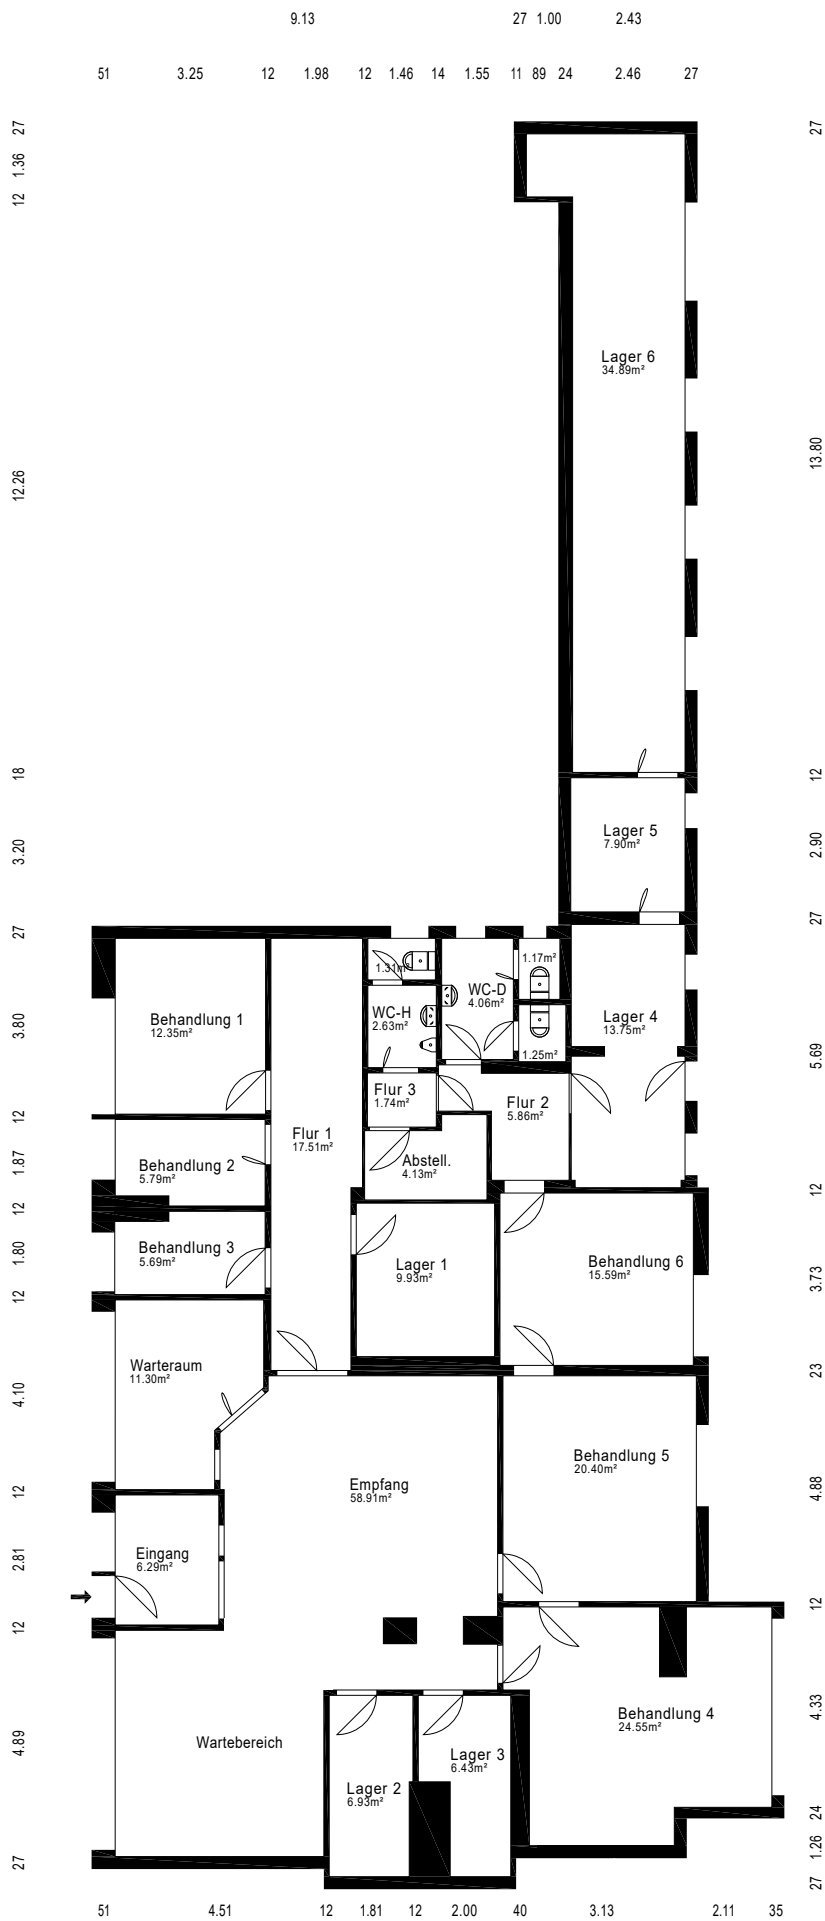 9.13 27 1.00 2.43
51 3.25 12 1.98 12 1.46 14 1.55 11 89 24 2.46 27
27
1.36
12
12.26
18
3.20
27
3.80
12
1.87
12
1.80
12
4.10
12
2.81
12
4.89
27
27
13.80
12
2.90
27
5.69
12
3.73
23
4.88
12
4.33
24
1.26
27
Lager 6
34.89m²
Lager 5
7.90m²
1.31m²
1.17m²
WC-D
4.06m²
WC-H
2.63m²
Behandlung 1
12.35m²
Lager 4
13.75m²
1.25m²
Flur 3
1.74m²
Flur 2
5.86m²
Flur 1
17.51m²
Abstell.
4.13m²
Behandlung 2
5.79m²
Behandlung 3
5.69m²
Lager 1
9.93m²
Behandlung 6
15.59m²
Warteraum
11.30m²
Behandlung 5
20.40m²
Empfang
58.91m²
Eingang
6.29m²
Behandlung 4
24.55m²
Wartebereich
Lager 3
6.43m²
Lager 2
6.93m²
51 4.51 12 1.81 12 2.00 40 3.13 2.11 35